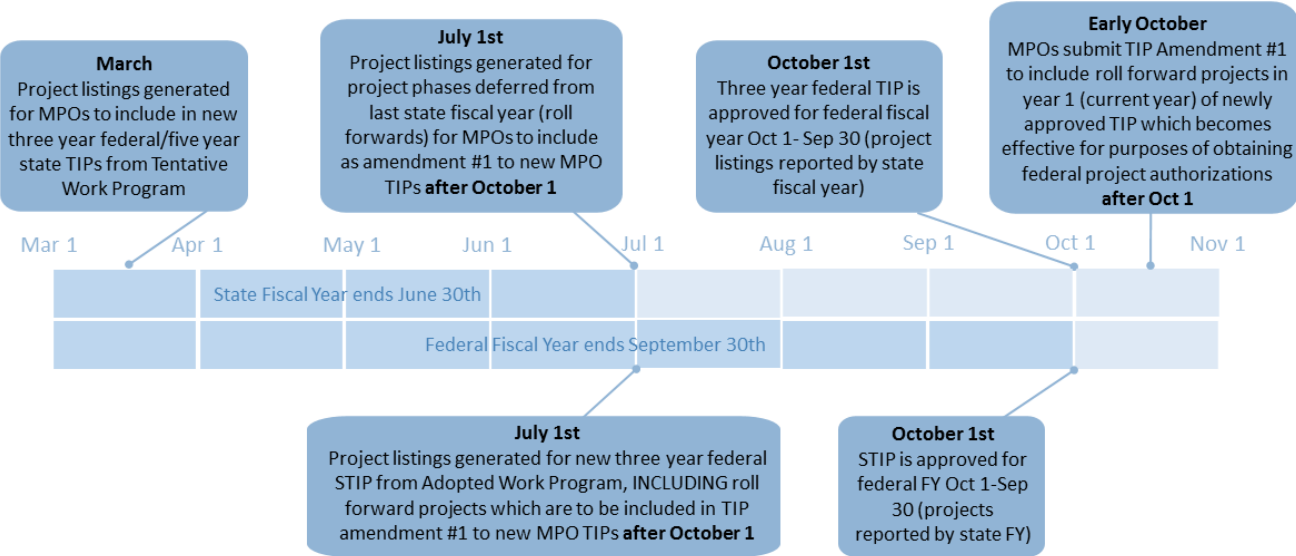 March
Project listings generated
for MPOs to include in new
three year federal/five year
state TIPs from Tentative
Work Program
July 1st
Project listings generated for
project phases deferred from
last state fiscal year (roll
forwards) for MPOs to include
as amendment #1 to new MPO
TIPs after October 1
October 1st
Three year federal TIP is
approved for federal fiscal
year Oct 1- Sep 30 (project
listings reported by state
fiscal year)
Early October
MPOs submit TIP Amendment #1
to include roll forward projects in
year 1 (current year) of newly
approved TIP which becomes
effective for purposes of obtaining
federal project authorizations
after Oct 1
Mar 1
Apr 1
May 1
Jun 1
Jul 1
Aug 1
Sep 1
Oct 1
Nov 1
State Fiscal Year ends June 30th
Federal Fiscal Year ends September 30th
July 1st
Project listings generated for new three year federal
STIP from Adopted Work Program, INCLUDING roll
forward projects which are to be included in TIP
amendment #1 to new MPO TIPs after October 1
October 1st
STIP is approved for
federal FY Oct 1-Sep
30 (projects
reported by state FY)